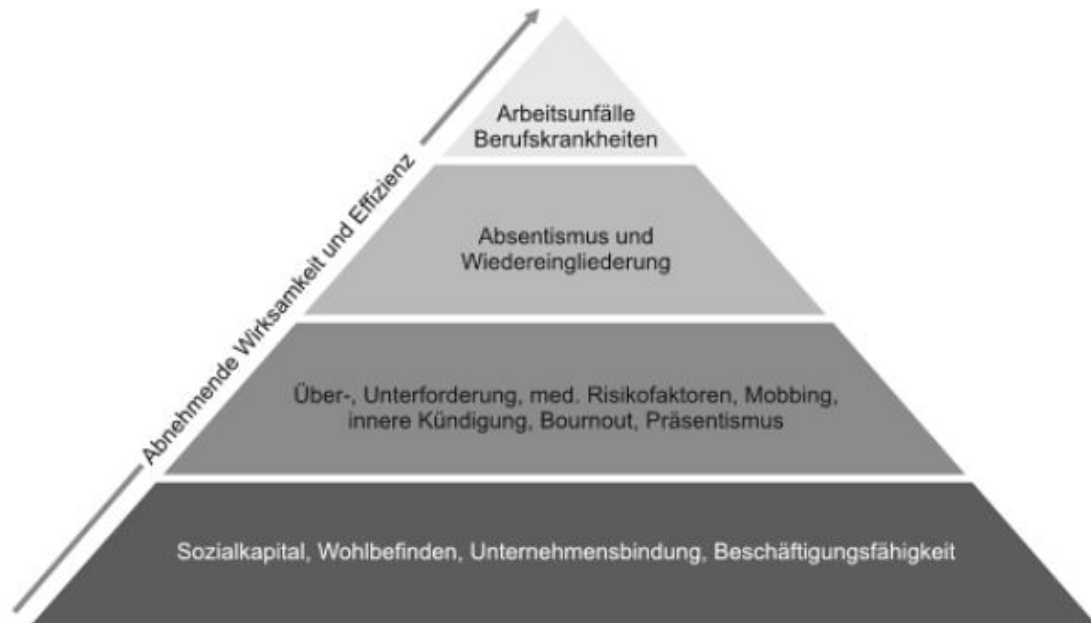 Arbeitsunfälle
Berufskrankheiten
Absentismus und
Wiedereingliederung
Über-, Unterforderung, med. Risikofaktoren, Mobbing,
innere Kündigung, Bournout, Präsentismus
Sozialkapital, Wohlbefinden, Unternehmensbindung, Beschäftigungsfähigkeit
Abnehmende Wirksamkeit und Effizienz